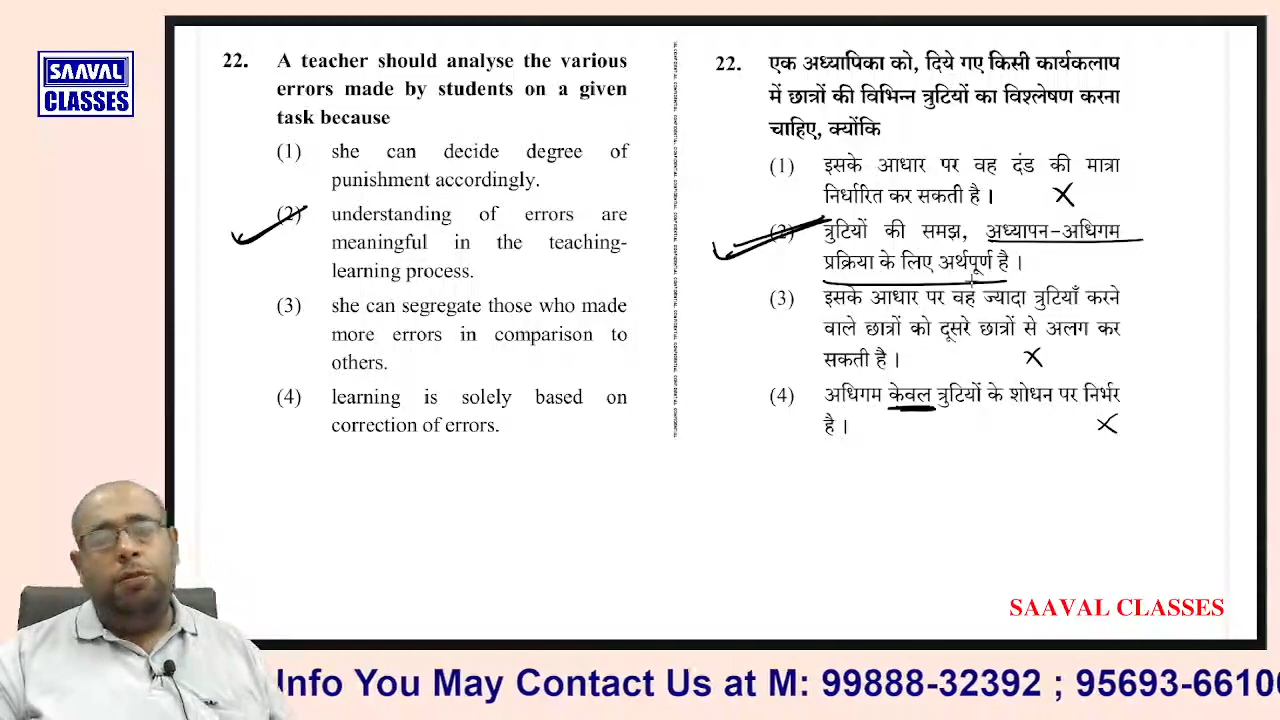 SAAVAL
CLASSES
22. A teacher should analyse the various
errors made by students on a given
task because
(1) she can decide degree of
punishment accordingly.
(2) understanding of errors are
meaningful in the teaching-
learning process.
(3) she can segregate those who made
more errors in comparison to
others.
(4) learning is solely based on
correction of errors.
22. एक अध्यापिका को, दिये गए किसी कार्यकलाप
में छात्रों की विभिन्न त्रुटियों का विश्लेषण करना
चाहिए, क्योंकि
(1) इसके आधार पर वह दंड की मात्रा
निर्धारित कर सकती है ।
(2) त्रुटियों की समझ, अध्यापन-अधिगम
प्रक्रिया के लिए अर्थपूर्ण है ।
(3) इसके आधार पर वह ज्यादा त्रुटियाँ करने
वाले छात्रों को दूसरे छात्रों से अलग कर
सकती है ।
(4) अधिगम केवल त्रुटियों के शोधन पर निर्भर
है ।
SAAVAL CLASSES
Info You May Contact Us at M: 99888-32392 ; 95693-6610